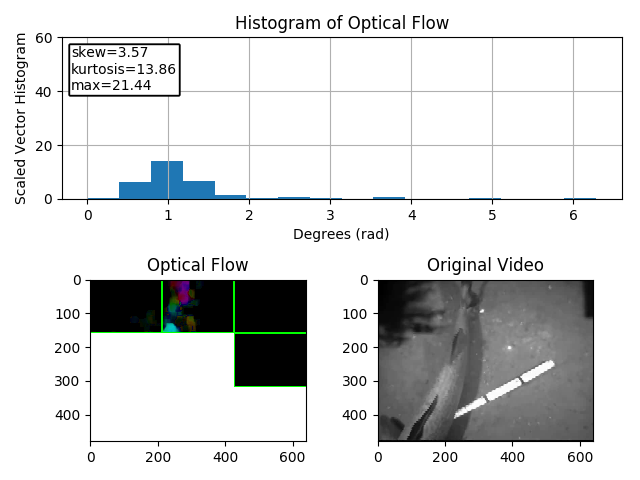 Histogram of Optical Flow
60
40
20
0
Scaled Vector Histogram
skew=3.57
kurtosis=13.86
max=21.44
0 1 2 3 4 5 6
Degrees (rad)
Optical Flow
0
100
200
300
400
0 200 400 600
Original Video
0
100
200
300
400
0 200 400 600